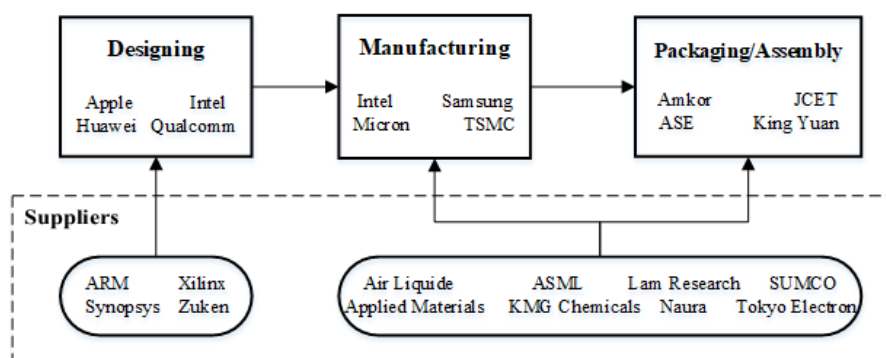 Designing
Apple Intel
Huawei Qualcomm
Manufacturing
Intel Samsung
Micron TSMC
Packaging/Assembly
Amkor JCET
ASE King Yuan
Suppliers
ARM Xilinx
Synopsys Zuken
Air Liquide ASML Lam Research SUMCO
Applied Materials KMG Chemicals Naura Tokyo Electron